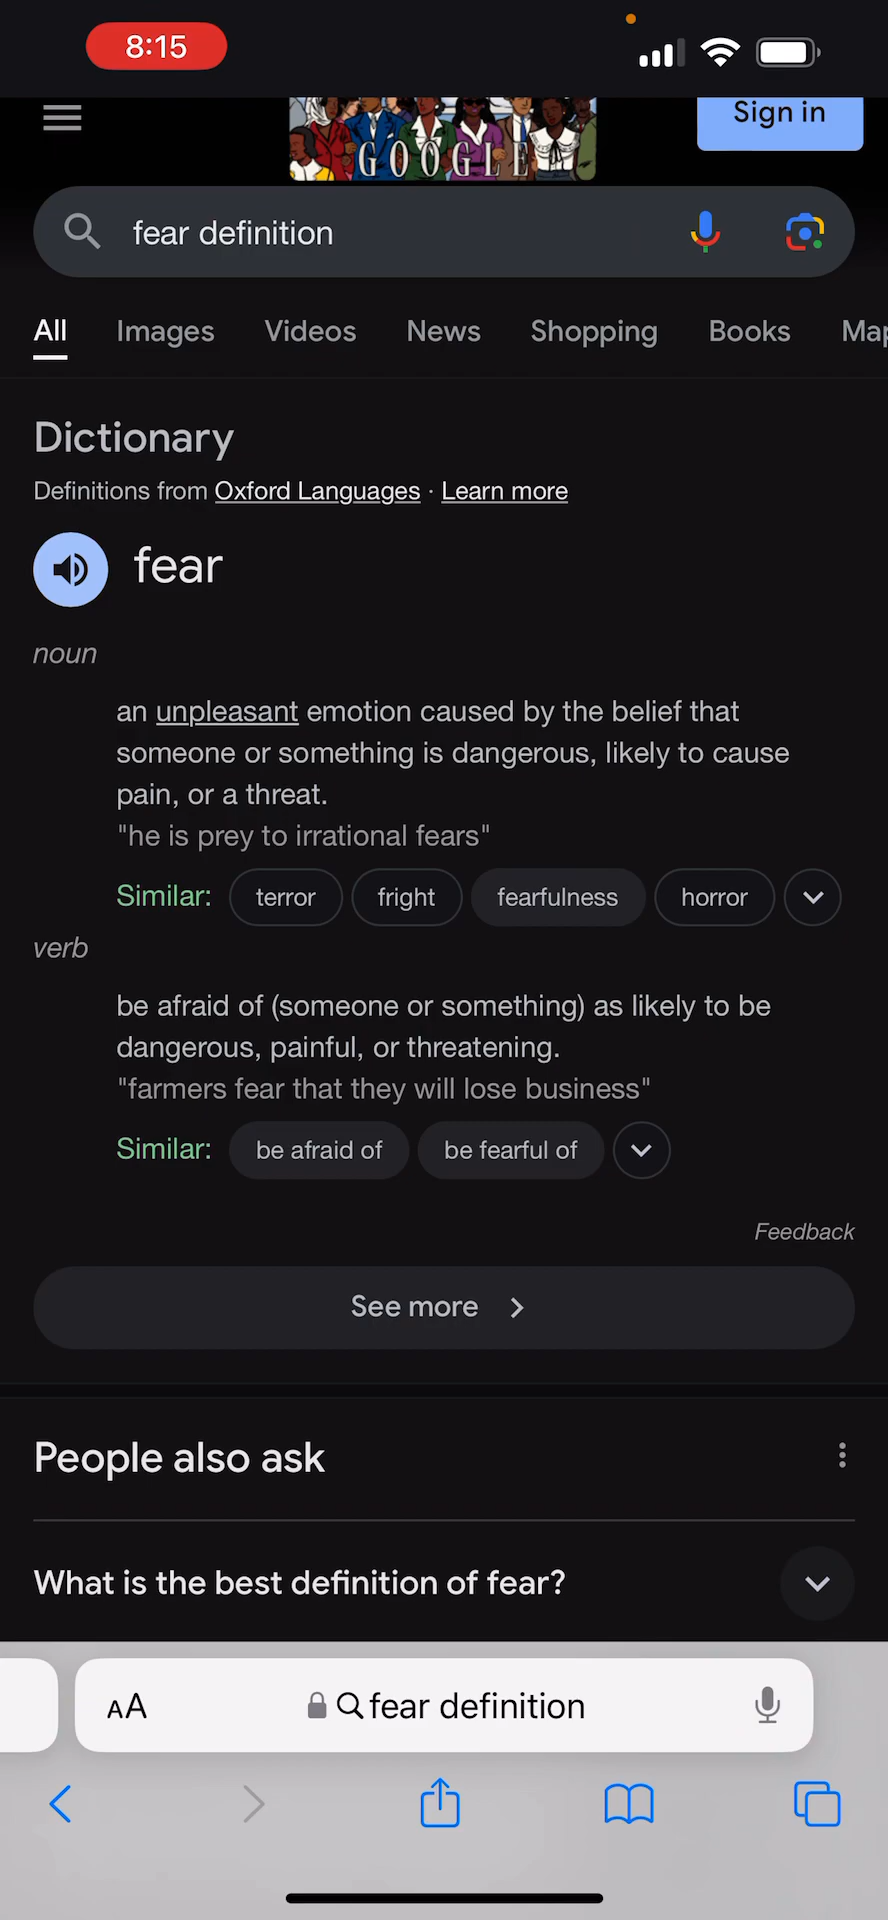 8:15
GOOGLE
Sign in
fear definition
All Images Videos News Shopping Books
Dictionary
Definitions from Oxford Languages · Learn more
fear
noun
an unpleasant emotion caused by the belief that
someone or something is dangerous, likely to cause
pain, or a threat.
"he is prey to irrational fears"
Similar: terror fright fearfulness horror
verb
be afraid of (someone or something) as likely to be
dangerous, painful, or threatening.
"farmers fear that they will lose business"
Similar: be afraid of be fearful of
Feedback
See more
People also ask
What is the best definition of fear?
AA fear definition